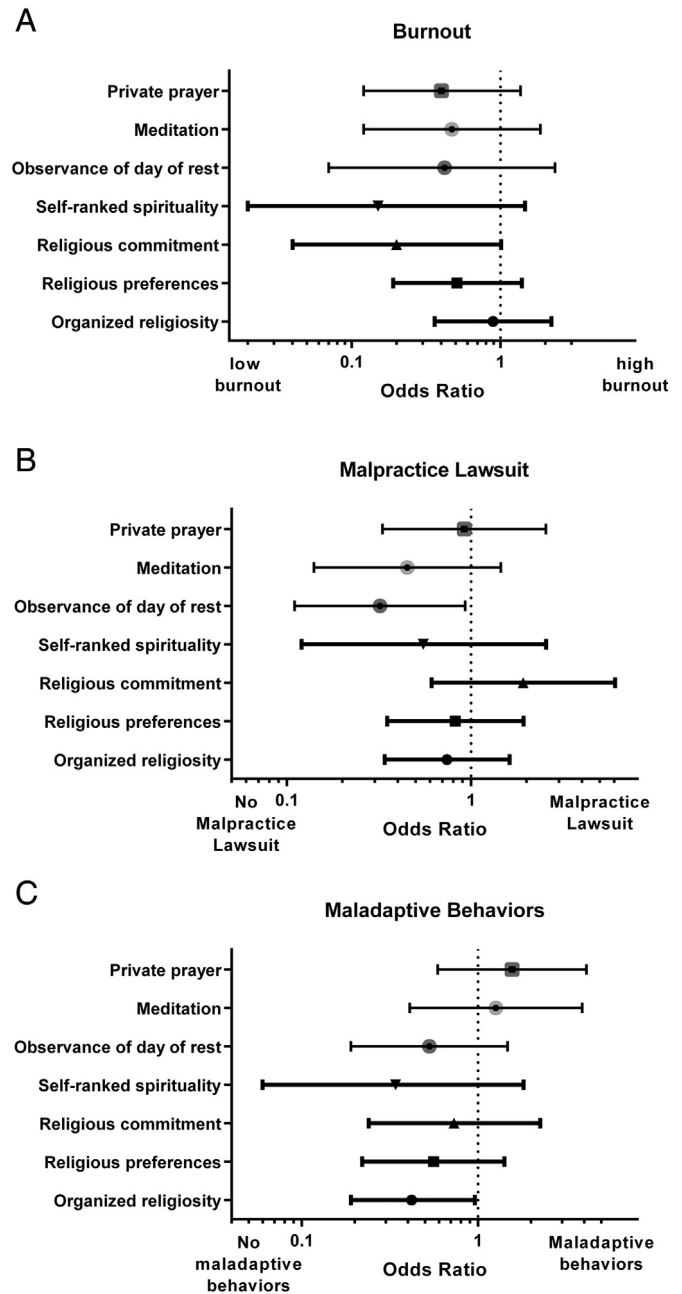 A
Burnout
Private prayer
Meditation
Observance of day of rest
Self-ranked spirituality
Religious commitment
Religious preferences
Organized religiosity
0.1
1
low
burnout
Odds Ratio
high
burnout
B
Malpractice Lawsuit
Private prayer
Meditation
Observance of day of rest
Self-ranked spirituality
Religious commitment
Religious preferences
Organized religiosity
0.1
1
No
Malpractice
Lawsuit
Odds Ratio
Malpractice
Lawsuit
C
Maladaptive Behaviors
Private prayer
Meditation
Observance of day of rest
Self-ranked spirituality
Religious commitment
Religious preferences
Organized religiosity
0.1
1
No
maladaptive
behaviors
Odds Ratio
Maladaptive
behaviors